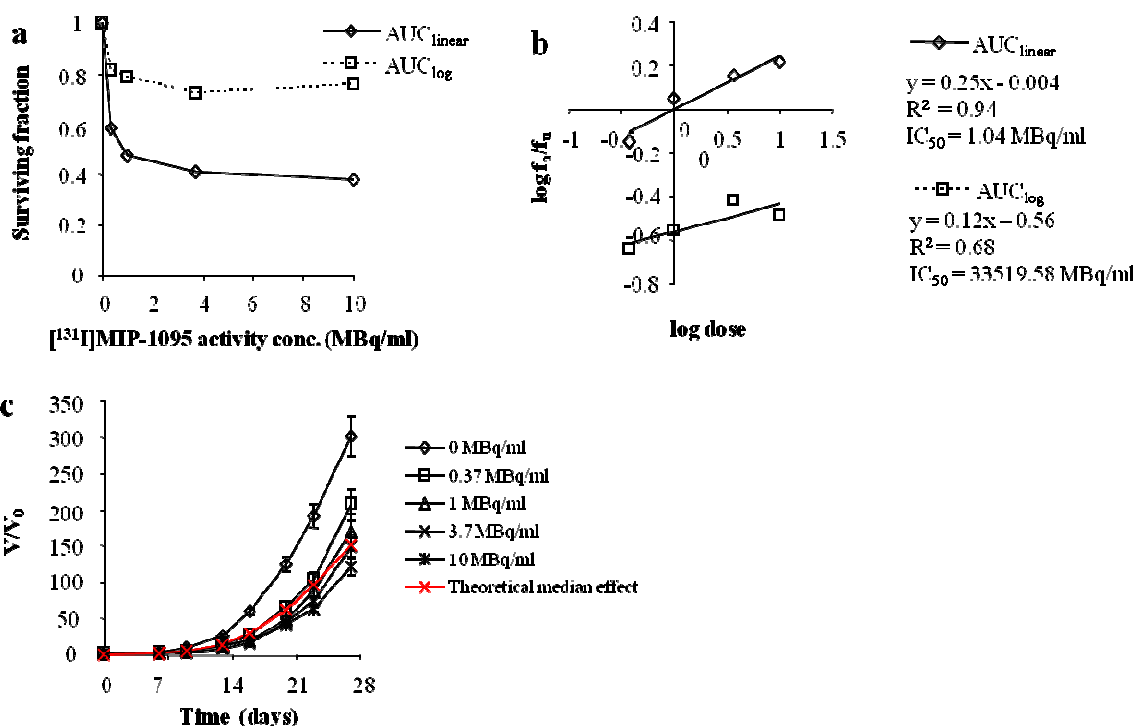 a
1
0.8
0.6
0.4
0.2
0
Surviving fraction
0 2 4 6 8 10
[131I]MIP-1095 activity conc. (MBq/ml)
AUClinear
AUClog
b
0.4
0.2
0
-0.2
-0.4
-0.6
-0.8
log fa/fu
-1 -0.5 0 0.5 1 1.5
log dose
AUClinear
y = 0.25x - 0.004
R2 = 0.94
IC50 = 1.04 MBq/ml
AUClog
y = 0.12x – 0.56
R2 = 0.68
IC50 = 33519.58 MBq/ml
c
350
300
250
200
150
100
50
0
V/V0
0 7 14 21 28
Time (days)
0 MBq/ml
0.37 MBq/ml
1 MBq/ml
3.7 MBq/ml
10 MBq/ml
Theoretical median effect